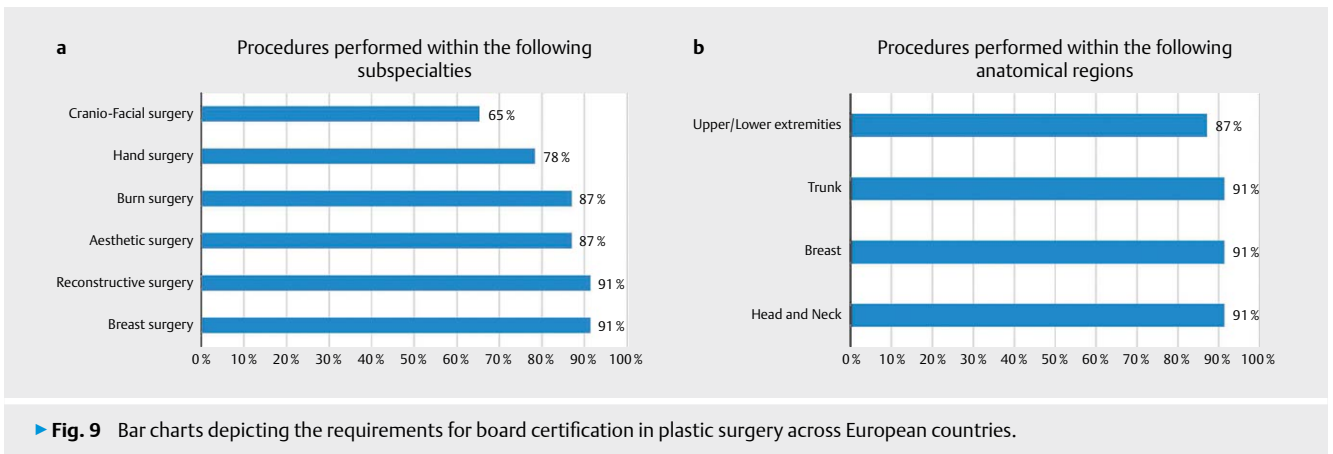 a
Procedures performed within the following
subspecialties
Cranio-Facial surgery
65 %
Hand surgery
78 %
Burn surgery
87 %
Aesthetic surgery
87 %
Reconstructive surgery
91 %
Breast surgery
91 %
0 % 10 % 20 % 30 % 40 % 50 % 60 % 70 % 80 % 90 % 100 %
b
Procedures performed within the following
anatomical regions
Upper/Lower extremities
87 %
Trunk
91 %
Breast
91 %
Head and Neck
91 %
0 % 10 % 20 % 30 % 40 % 50 % 60 % 70 % 80 % 90 % 100 %
► Fig. 9 Bar charts depicting the requirements for board certification in plastic surgery across European countries.